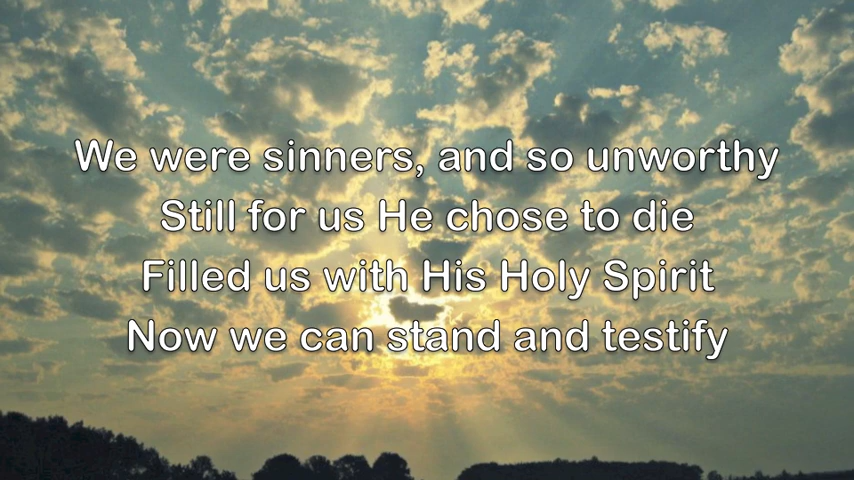 We were sinners, and so unworthy
Still for us He chose to die
Filled us with His Holy Spirit
Now we can stand and testify